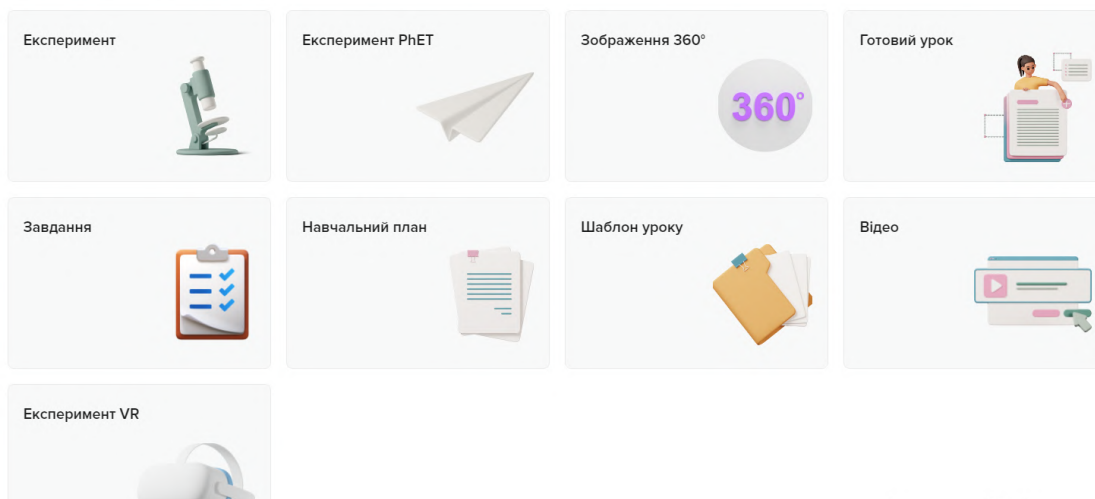 Експеримент
Експеримент PhET
Зображення 360°
360°
Готовий урок
Завдання
Навчальний план
Шаблон уроку
Відео
Експеримент VR